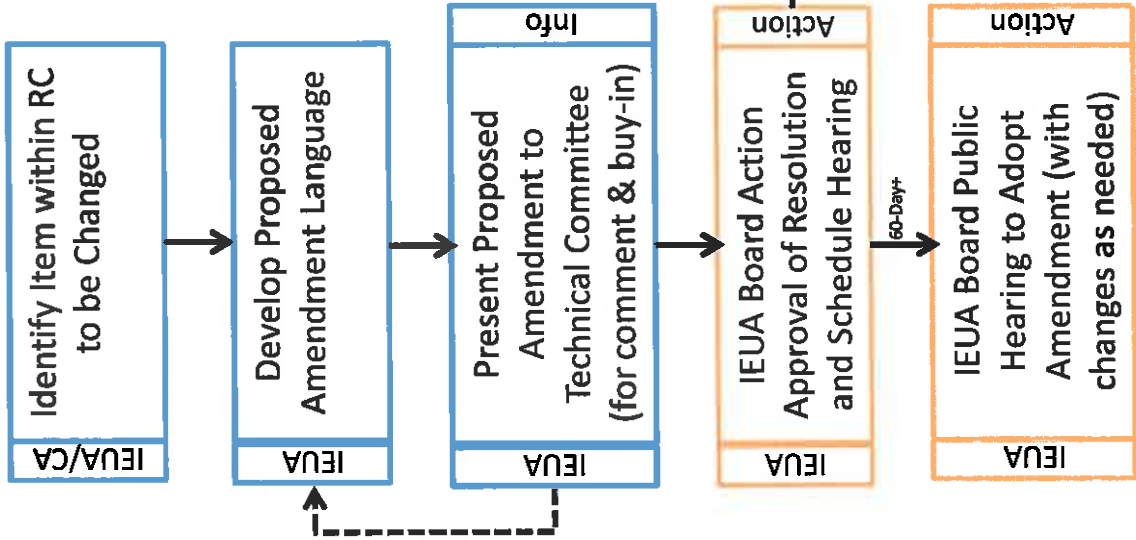 IEUA/CA
Identify Item within RC
to be Changed
IEUA
Develop Proposed
Amendment Language
IEUA
Present Proposed
Amendment to
Technical Committee
(for comment & buy-in)
Info
IEUA
IEUA Board Action
Approval of Resolution
and Schedule Hearing
Action
60-Day+
IEUA
IEUA Board Public
Hearing to Adopt
Amendment (with
changes as needed)
Action